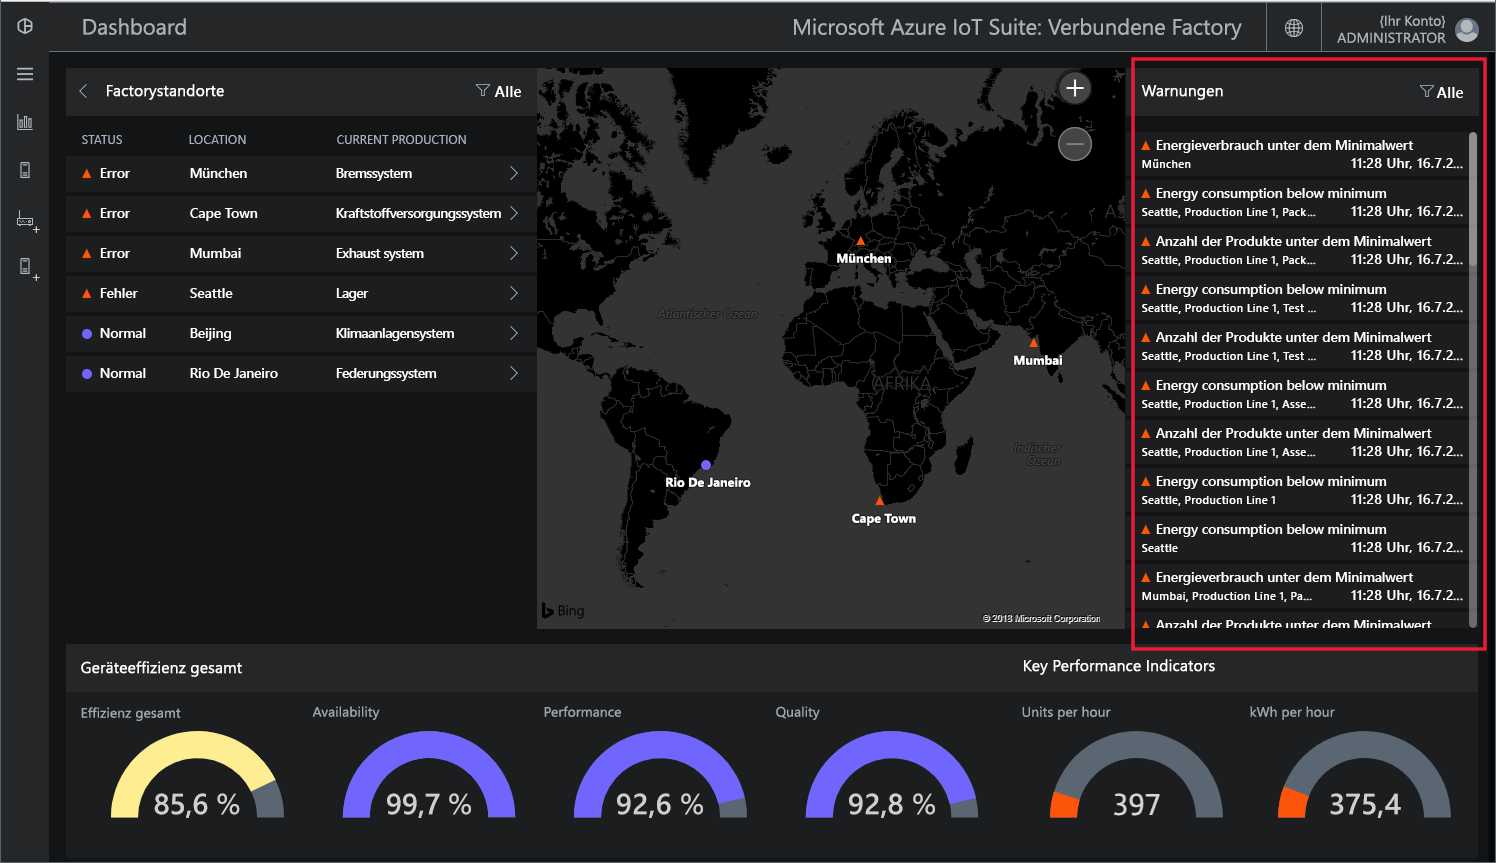 Dashboard
Microsoft Azure IoT Suite: Verbundene Factory
{Ihr Konto}
ADMINISTRATOR
Factorystandorte
Alle
STATUS LOCATION CURRENT PRODUCTION
Error München Bremssystem
Error Cape Town Kraftstoffversorgungssystem
Error Mumbai Exhaust system
Fehler Seattle Lager
Normal Beijing Klimaanlagensystem
Normal Rio De Janeiro Federungssystem
München
Atlantischer Ozean
Mumbai
AFRIKA
Indischer
Ozean
Rio De Janeiro
Cape Town
Bing
© 2018 Microsoft Corporation
Warnungen
Alle
Energieverbrauch unter dem Minimalwert
München 11:28 Uhr, 16.7.2...
Energy consumption below minimum
Seattle, Production Line 1, Pack... 11:28 Uhr, 16.7.2...
Anzahl der Produkte unter dem Minimalwert
Seattle, Production Line 1, Pack... 11:28 Uhr, 16.7.2...
Energy consumption below minimum
Seattle, Production Line 1, Test ... 11:28 Uhr, 16.7.2...
Anzahl der Produkte unter dem Minimalwert
Seattle, Production Line 1, Test ... 11:28 Uhr, 16.7.2...
Energy consumption below minimum
Seattle, Production Line 1, Asse... 11:28 Uhr, 16.7.2...
Anzahl der Produkte unter dem Minimalwert
Seattle, Production Line 1, Asse... 11:28 Uhr, 16.7.2...
Energy consumption below minimum
Seattle, Production Line 1 11:28 Uhr, 16.7.2...
Energy consumption below minimum
Seattle 11:28 Uhr, 16.7.2...
Energieverbrauch unter dem Minimalwert
Mumbai, Production Line 1, Pa... 11:28 Uhr, 16.7.2...
Anzahl der Produkte unter dem Minimalwert
Geräteeffizienz gesamt
Key Performance Indicators
Effizienz gesamt
Availability
Performance
Quality
Units per hour
kWh per hour
85,6 %
99,7 %
92,6 %
92,8 %
397
375,4